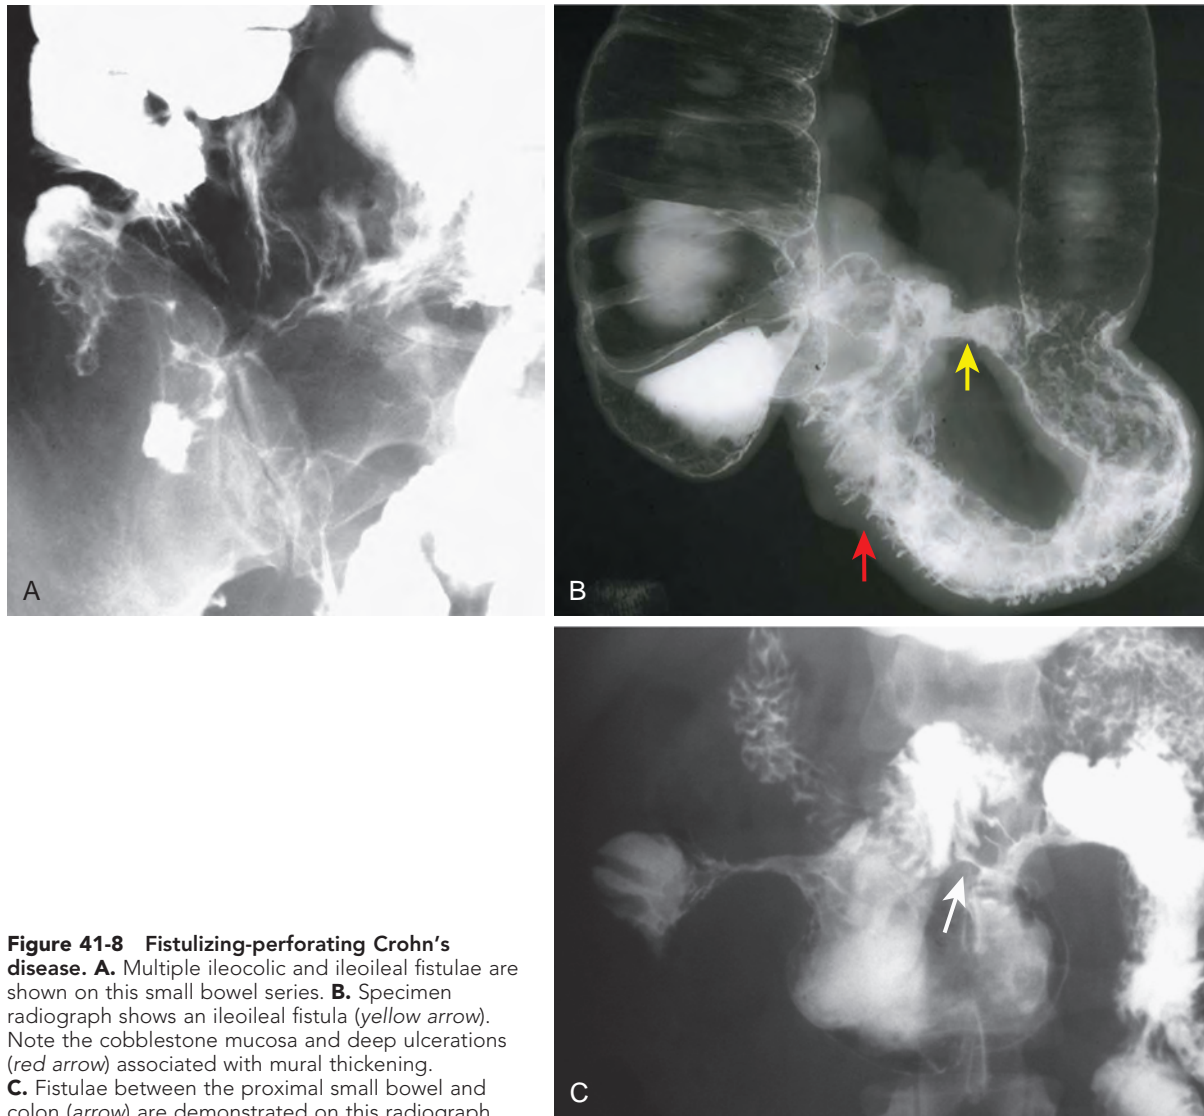 A
B
C
Figure 41-8 Fistulizing-perforating Crohn's
disease. A. Multiple ileocolic and ileoileal fistulae are
shown on this small bowel series. B. Specimen
radiograph shows an ileoileal fistula (yellow arrow).
Note the cobblestone mucosa and deep ulcerations
(red arrow) associated with mural thickening.
C. Fistulae between the proximal small bowel and
colon (arrow) are demonstrated on this radiograph.